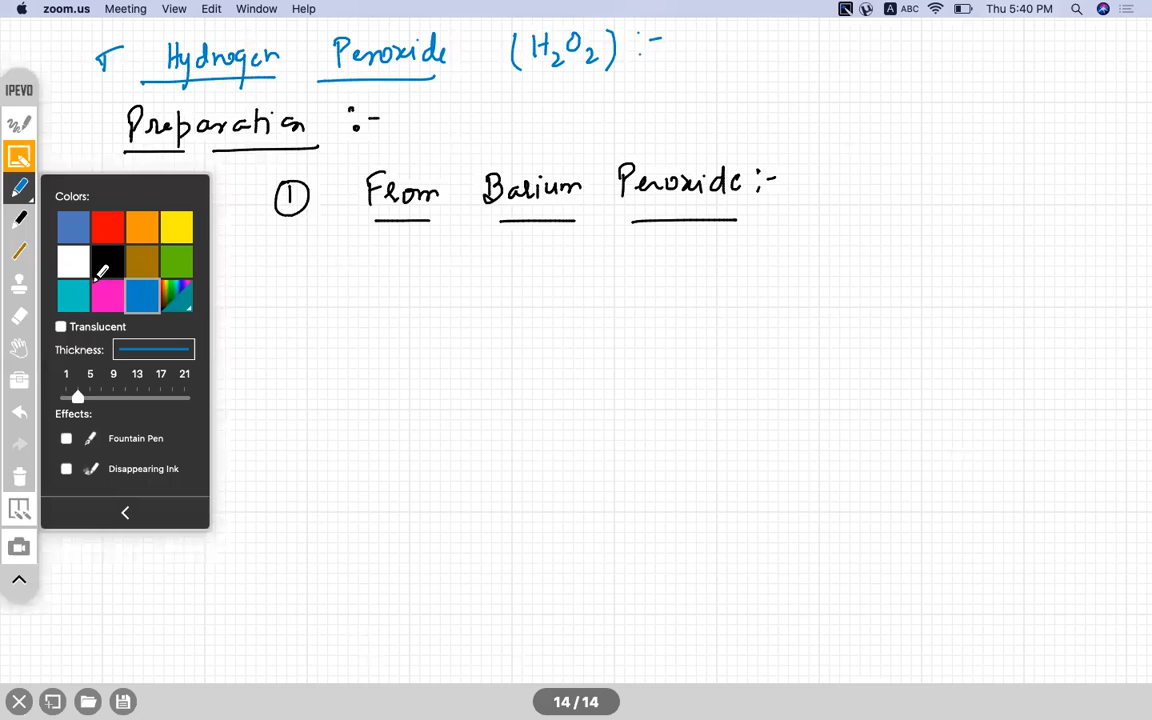 zoom.us Meeting View Edit Window Help ABC Thu 5:40 PM
Hydrogen Peroxide (H₂O₂) :-
IPEVO
Preparation :-
① From Barium Peroxide :-
Colors:
Translucent
Thickness:
1 5 9 13 17 21
Effects:
Fountain Pen
Disappearing Ink
14 / 14